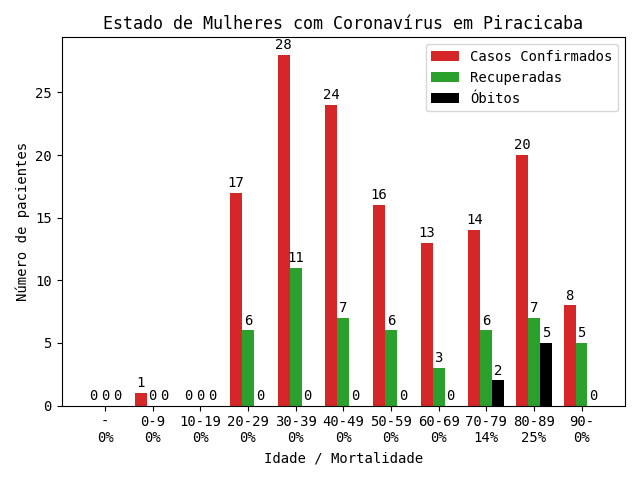 Estado de Mulheres com Coronavírus em Piracicaba
Casos Confirmados
Recuperadas
Óbitos
Número de pacientes
25
20
15
10
5
0
0 0 0
1 0 0
0 0 0
17 6 0
28 11 0
24 7 0
16 6 0
13 3 0
14 6 2
20 7 5
8 5 0
- 0-9 10-19 20-29 30-39 40-49 50-59 60-69 70-79 80-89 90-
0% 0% 0% 0% 0% 0% 0% 0% 14% 25% 0%
Idade / Mortalidade